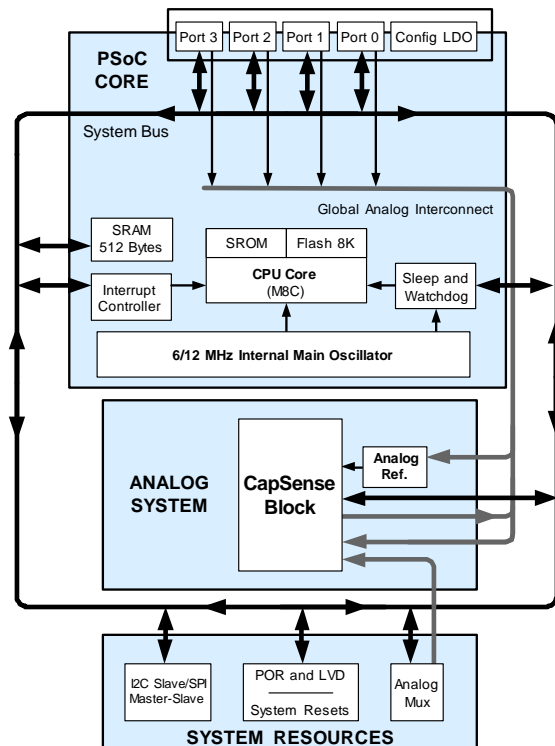 Port 3
Port 2
Port 1
Port 0
Config LDO
PSoC
CORE
System Bus
Global Analog Interconnect
SRAM
512 Bytes
SROM
Flash 8K
CPU Core
(M8C)
Interrupt
Controller
Sleep and
Watchdog
6/12 MHz Internal Main Oscillator
ANALOG
SYSTEM
CapSense
Block
Analog
Ref.
I2C Slave/SPI
Master-Slave
POR and LVD
System Resets
Analog
Mux
SYSTEM RESOURCES